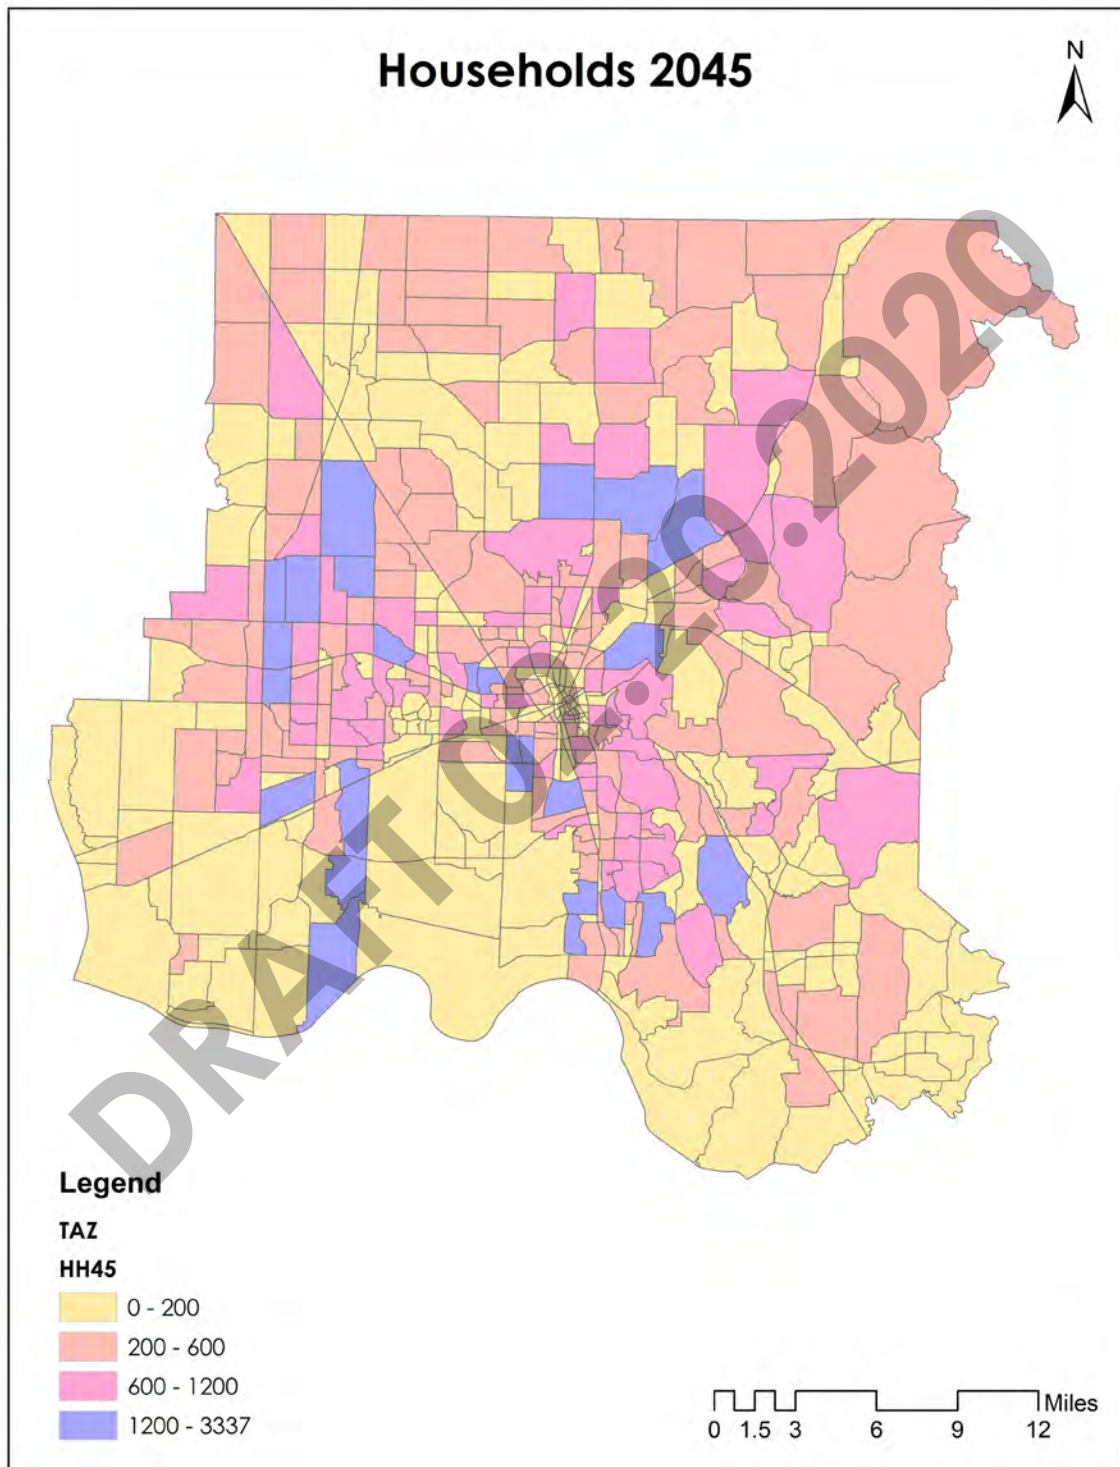 Households 2045
N
DRAFT 02.20.2020
Legend
TAZ
HH45
0 - 200
200 - 600
600 - 1200
1200 - 3337
Miles
0 1.5 3 6 9 12